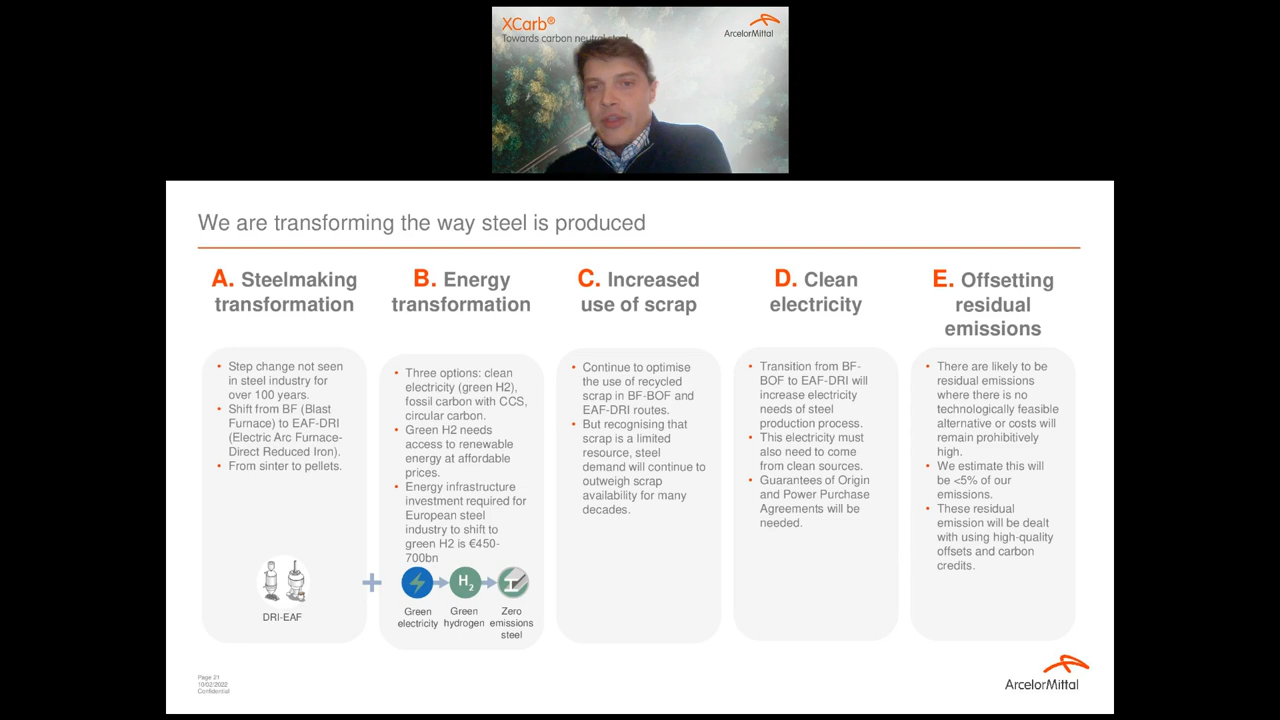 XCarb®
Towards carbon neutral steel
ArcelorMittal
We are transforming the way steel is produced
A. Steelmaking
transformation
Step change not seen
in steel industry for
over 100 years.
Shift from BF (Blast
Furnace) to EAF-DRI
(Electric Arc Furnace-
Direct Reduced Iron).
From sinter to pellets.
DRI-EAF
+
B. Energy
transformation
Three options: clean
electricity (green H2),
fossil carbon with CCS,
circular carbon.
Green H2 needs
access to renewable
energy at affordable
prices.
Energy infrastructure
investment required for
European steel
industry to shift to
green H2 is €450-
700bn
H2
Green
electricity
Green
hydrogen
Zero
emissions
steel
C. Increased
use of scrap
Continue to optimise
the use of recycled
scrap in BF-BOF and
EAF-DRI routes.
But recognising that
scrap is a limited
resource, steel
demand will continue to
outweigh scrap
availability for many
decades.
D. Clean
electricity
Transition from BF-
BOF to EAF-DRI will
increase electricity
needs of steel
production process.
This electricity must
also need to come
from clean sources.
Guarantees of Origin
and Power Purchase
Agreements will be
needed.
E. Offsetting
residual
emissions
There are likely to be
residual emissions
where there is no
technologically feasible
alternative or costs will
remain prohibitively
high.
We estimate this will
be <5% of our
emissions.
These residual
emission will be dealt
with using high-quality
offsets and carbon
credits.
Page 21
10/02/2022
Confidential
ArcelorMittal